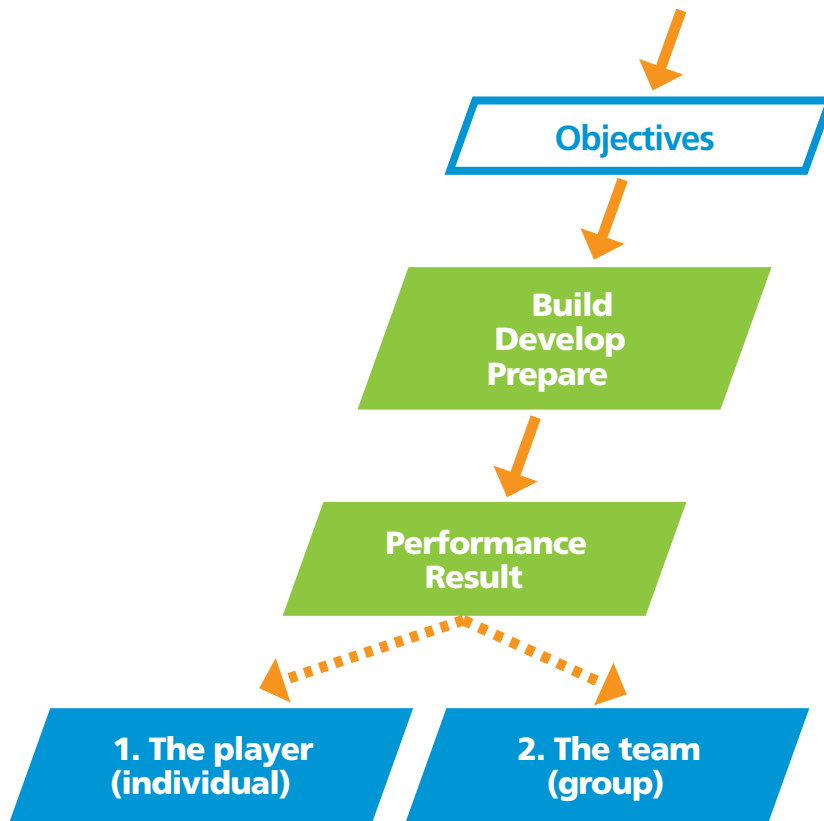 Objectives
Build
Develop
Prepare
Performance
Result
1. The player
(individual)
2. The team
(group)